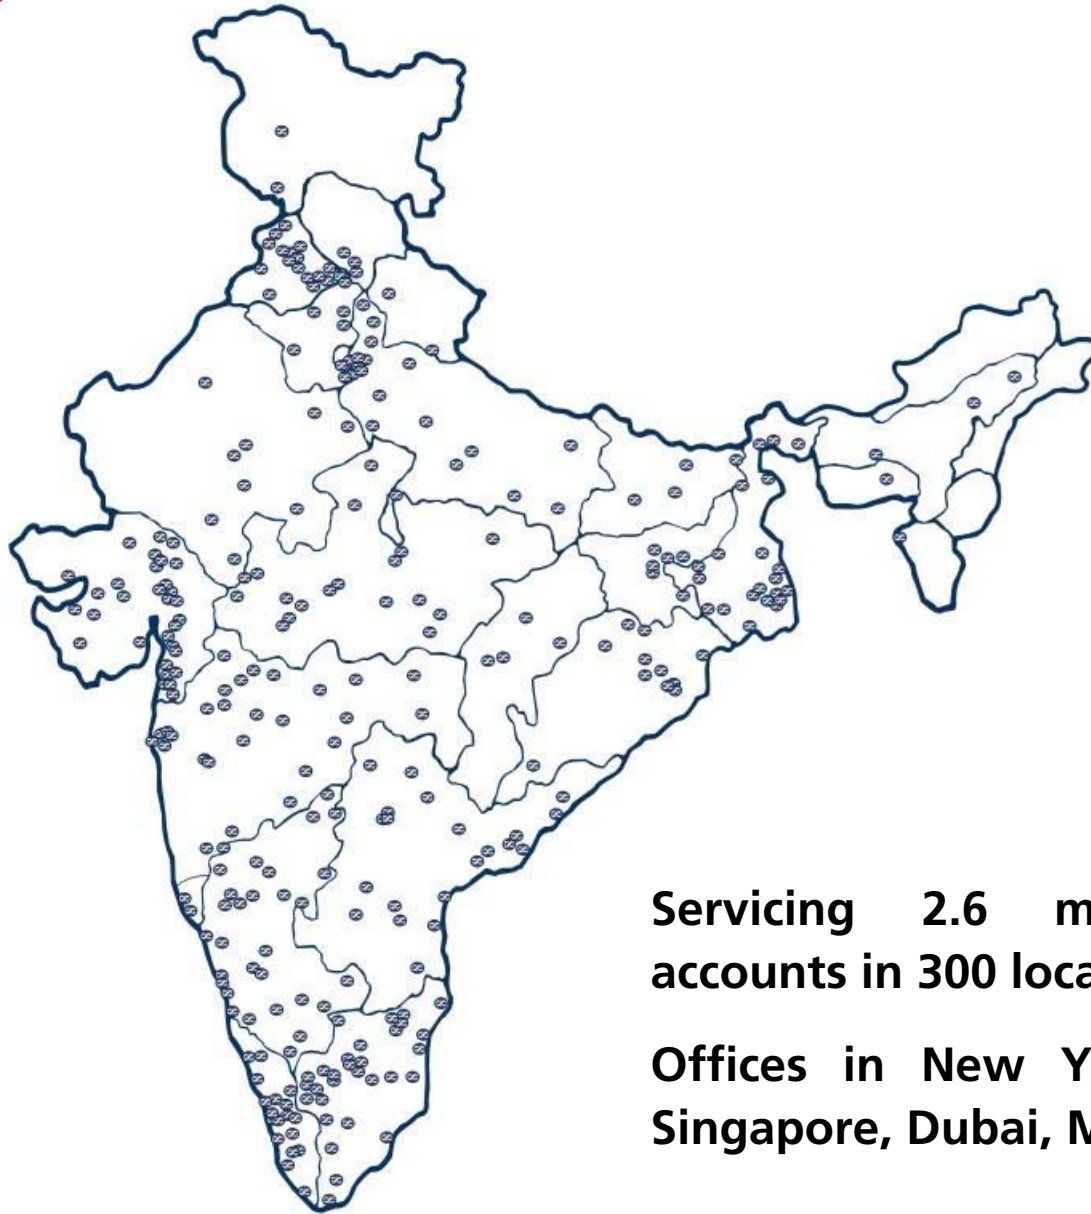 Servicing 2.6 m
accounts in 300 loca
Offices in New Y
Singapore, Dubai, M